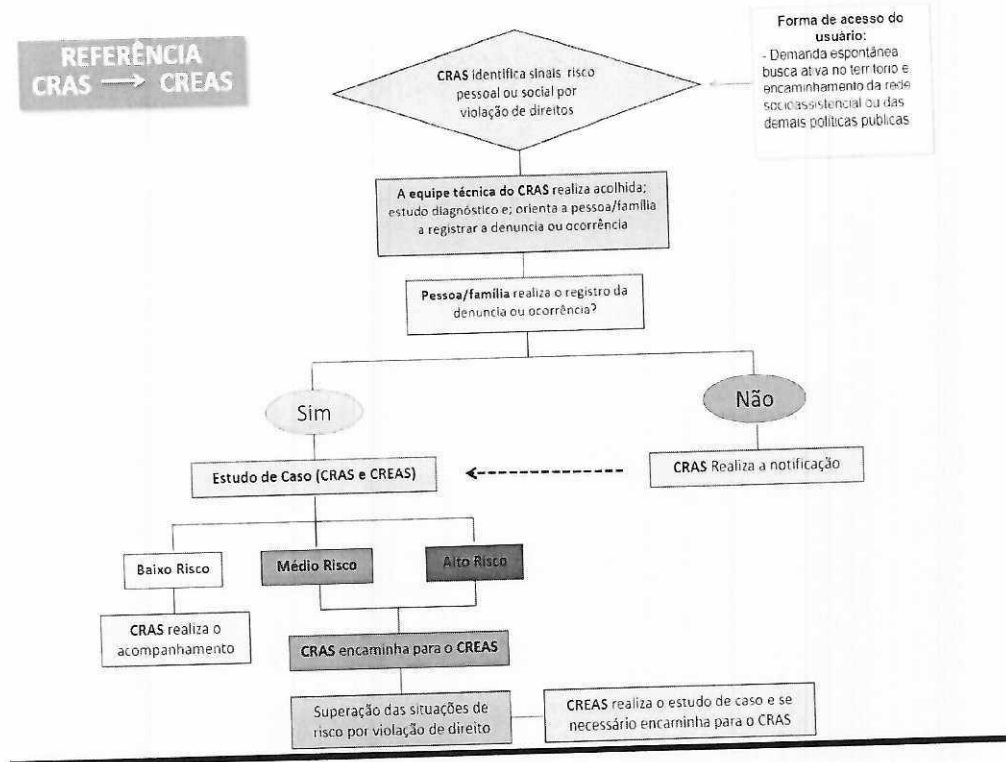 REFERÊNCIA
CRAS → CREAS
Forma de acesso do
usuário:
- Demanda espontânea
busca ativa no territorio e
encaminhamento da rede
socioassistencial ou das
demais políticas publicas
CRAS identifica sinais risco
pessoal ou social por
violação de direitos
A equipe técnica do CRAS realiza acolhida;
estudo diagnóstico e; orienta a pessoa/família
a registrar a denuncia ou ocorrência
Pessoa/família realiza o registro da
denuncia ou ocorrência?
Sim
Não
Estudo de Caso (CRAS e CREAS)
CRAS Realiza a notificação
Baixo Risco
Médio Risco
Alto Risco
CRAS realiza o
acompanhamento
CRAS encaminha para o CREAS
Superação das situações de
risco por violação de direito
CREAS realiza o estudo de caso e se
necessário encaminha para o CRAS